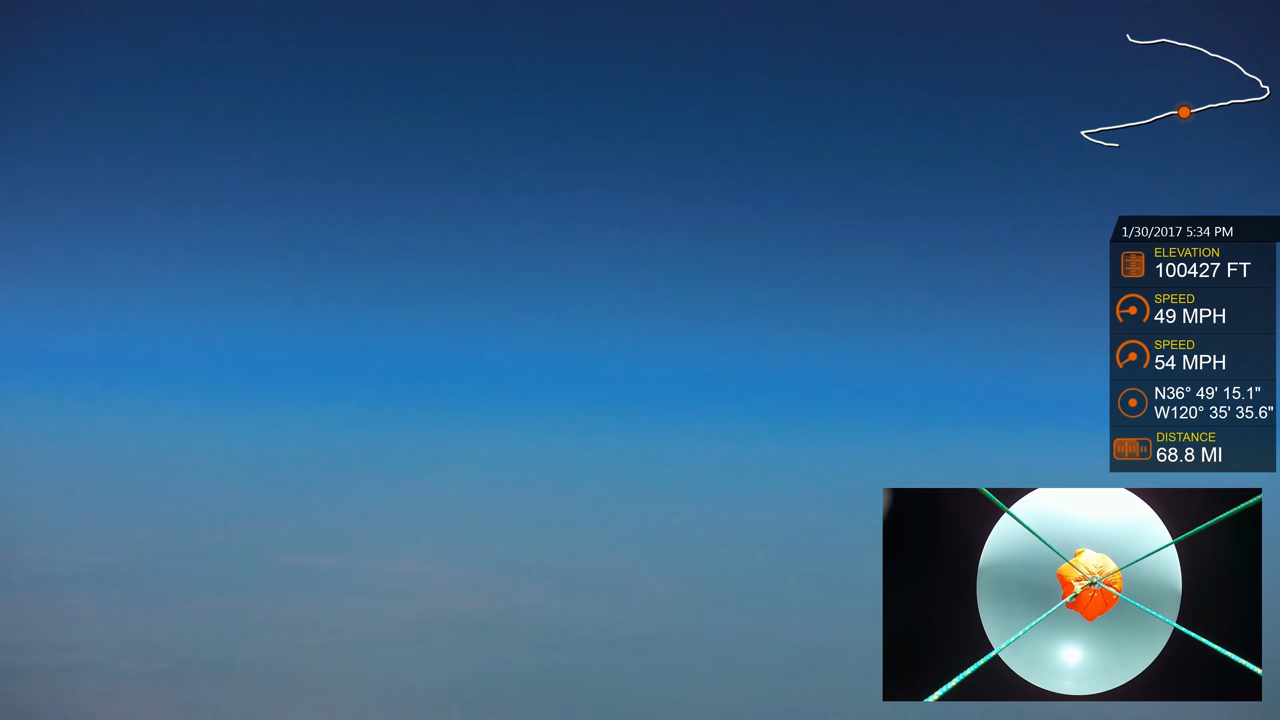 1/30/2017 5:34 PM
ELEVATION
100427 FT
SPEED
49 MPH
SPEED
54 MPH
N36° 49' 15.1"
W120° 35' 35.6"
DISTANCE
68.8 MI